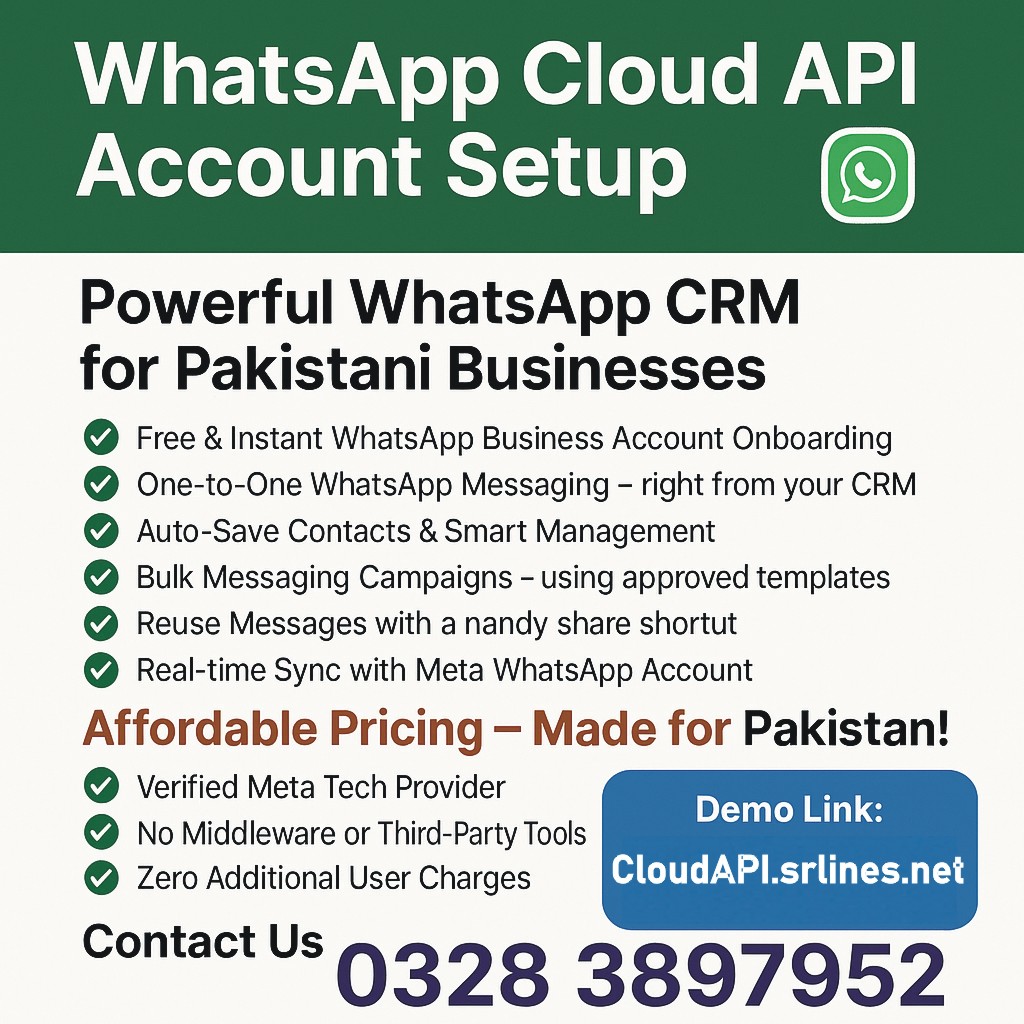 WhatsApp Cloud API
Account Setup
Powerful WhatsApp CRM
for Pakistani Businesses
Free & Instant WhatsApp Business Account Onboarding
One-to-One WhatsApp Messaging – right from your CRM
Auto-Save Contacts & Smart Management
Bulk Messaging Campaigns – using approved templates
Reuse Messages with a nandy share shortut
Real-time Sync with Meta WhatsApp Account
Affordable Pricing – Made for Pakistan!
Verified Meta Tech Provider
No Middleware or Third-Party Tools
Zero Additional User Charges
Demo Link:
CloudAPI.srlines.net
Contact Us
0328 3897952